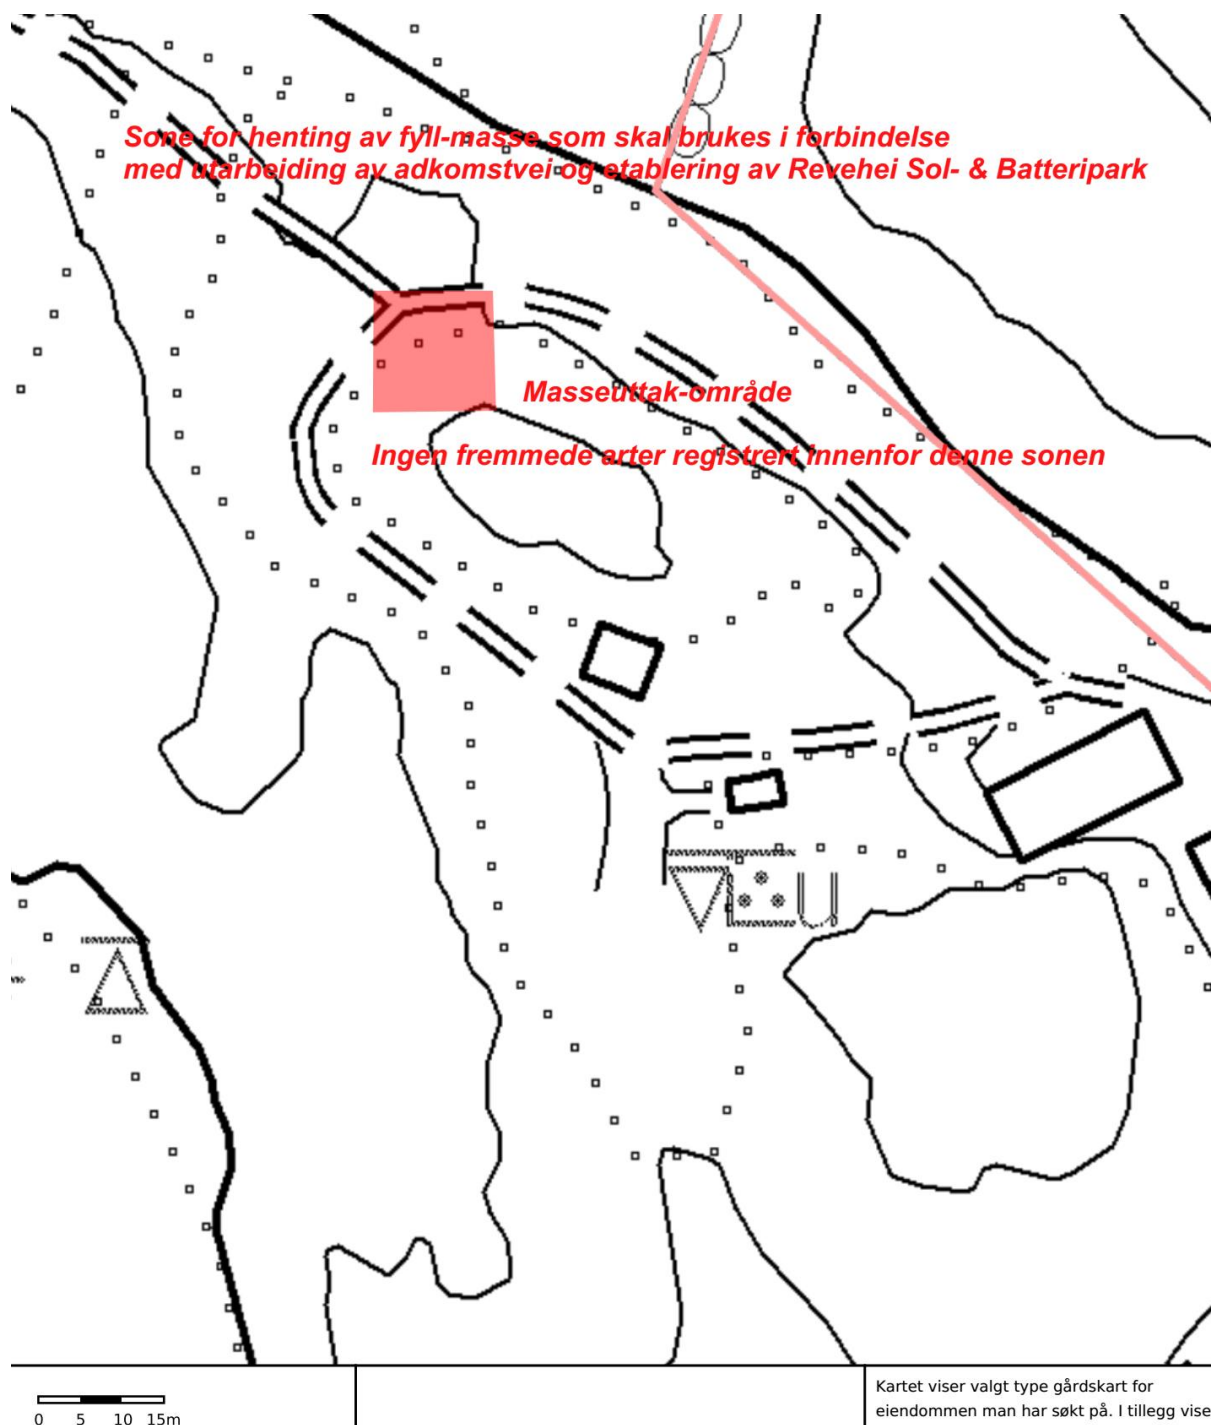 Sone for henting av fyll-masse som skal brukes i forbindelse
med utarbeiding av adkomstvei og etablering av Revehei Sol- & Batteripark
Masseuttak-område
Ingen fremmede arter registrert innenfor denne sonen
0 5 10 15m
Kartet viser valgt type gårdskart for
eiendommen man har søkt på. I tillegg vise